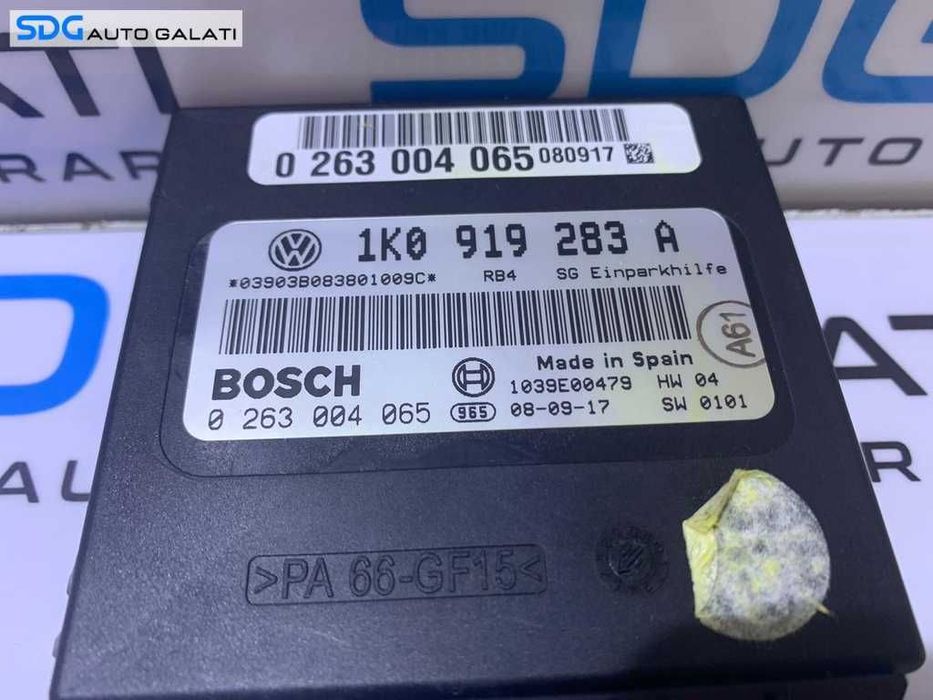 SDG AUTO GALATI
0 263 004 065 080917
1K0 919 283 A
*03903B083801009C* RB4 SG Einparkhilfe
A61
Made in Spain
BOSCH 1039E00479 HW 04
0 263 004 065 965 08-09-17 SW 0101
>PA 66-GF15<